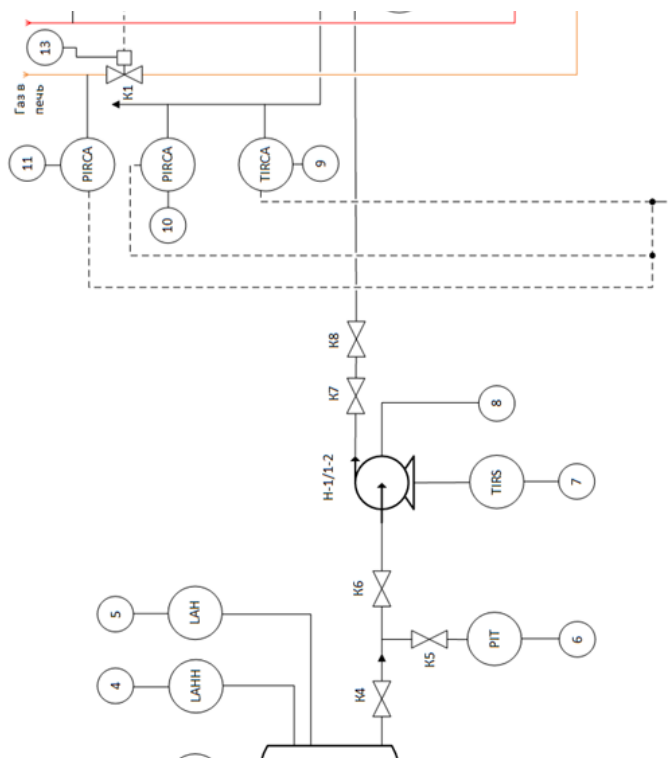 13
Газ в
печь
К1
11
PIRCA
PIRCA
TIRCA
9
10
К8
К7
8
Н-1/1-2
TIRS
7
К6
5
LAH
К5
PIT
6
4
LAHH
К4